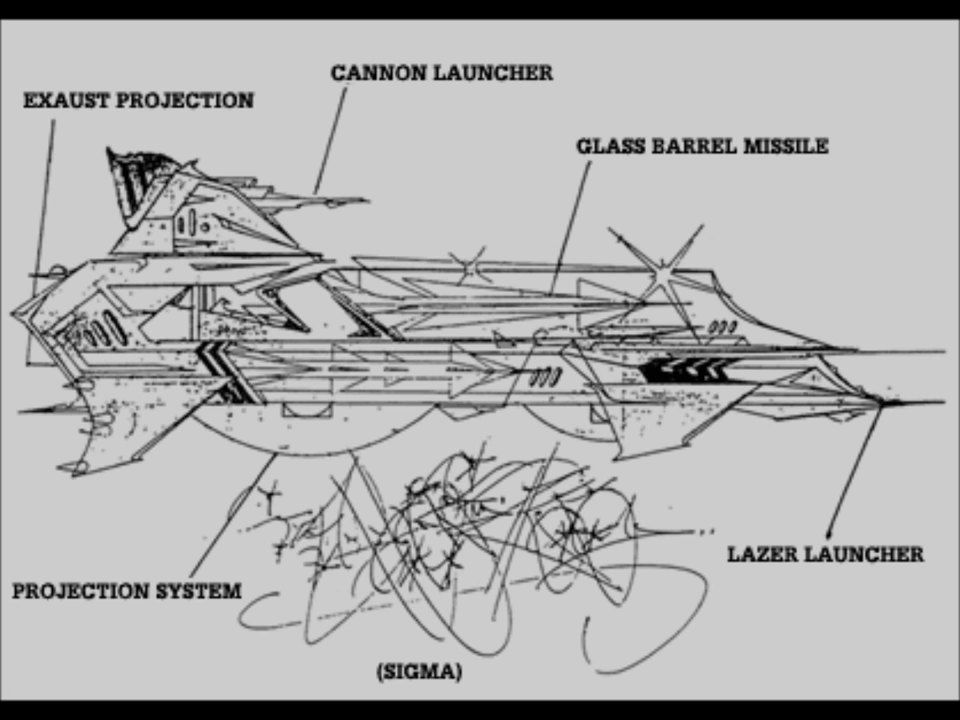 CANNON LAUNCHER
EXAUST PROJECTION
GLASS BARREL MISSILE
LAZER LAUNCHER
PROJECTION SYSTEM
(SIGMA)